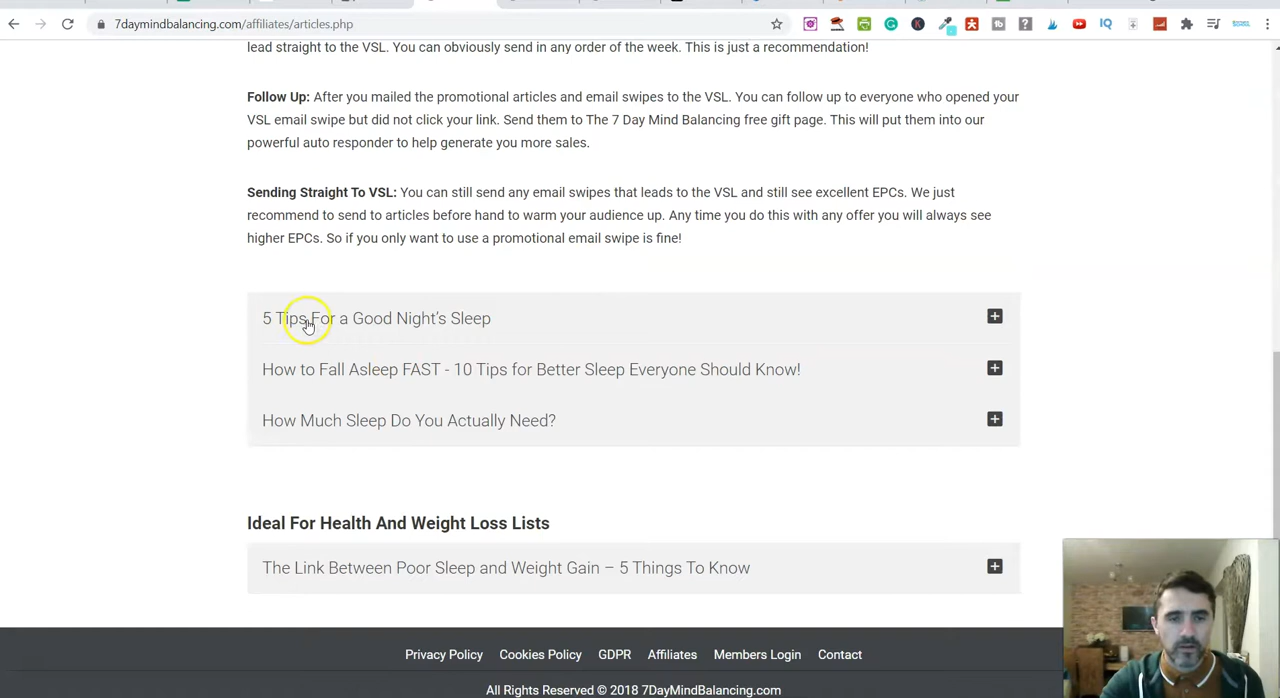 7daymindbalancing.com/affiliates/articles.php
lead straight to the VSL. You can obviously send in any order of the week. This is just a recommendation!
Follow Up: After you mailed the promotional articles and email swipes to the VSL. You can follow up to everyone who opened your
VSL email swipe but did not click your link. Send them to The 7 Day Mind Balancing free gift page. This will put them into our
powerful auto responder to help generate you more sales.
Sending Straight To VSL: You can still send any email swipes that leads to the VSL and still see excellent EPCs. We just
recommend to send to articles before hand to warm your audience up. Any time you do this with any offer you will always see
higher EPCs. So if you only want to use a promotional email swipe is fine!
5 Tips For a Good Night's Sleep
How to Fall Asleep FAST - 10 Tips for Better Sleep Everyone Should Know!
How Much Sleep Do You Actually Need?
Ideal For Health And Weight Loss Lists
The Link Between Poor Sleep and Weight Gain – 5 Things To Know
Privacy Policy Cookies Policy GDPR Affiliates Members Login Contact
All Rights Reserved © 2018 7DayMindBalancing.com